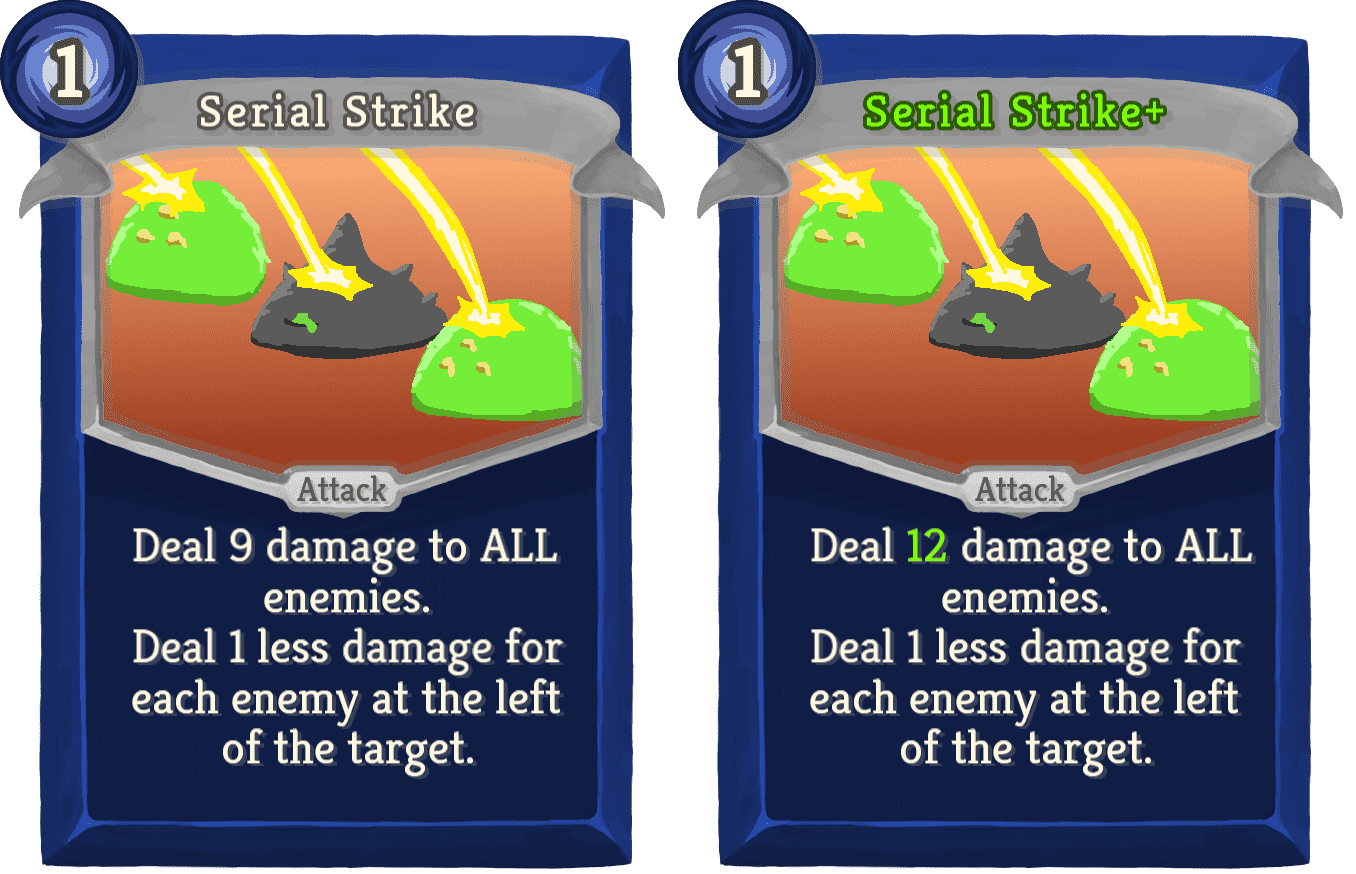 1
Serial Strike
Attack
Deal 9 damage to ALL
enemies.
Deal 1 less damage for
each enemy at the left
of the target.
1
Serial Strike+
Attack
Deal 12 damage to ALL
enemies.
Deal 1 less damage for
each enemy at the left
of the target.